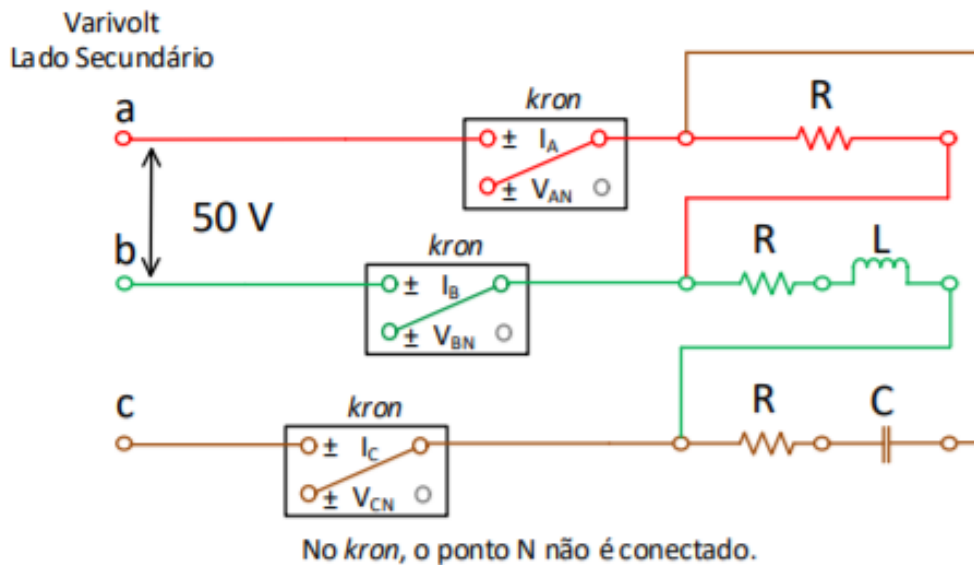 Varivolt
Lado Secundário
a
kron
± I_A
± V_AN
R
50 V
b
kron
± I_B
± V_BN
R L
c
kron
± I_C
± V_CN
R C
No kron, o ponto N não é conectado.